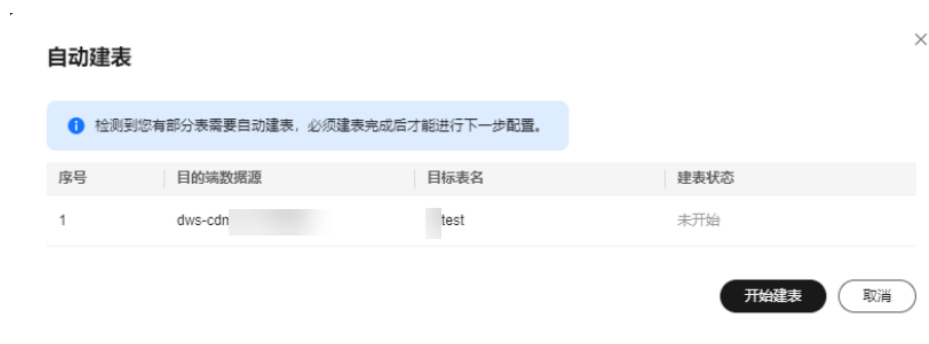 自动建表
检测到您有部分表需要自动建表，必须建表完成后才能进行下一步配置。
序号 目的端数据源 目标表名 建表状态
1 dws-cdm test 未开始
开始建表 取消